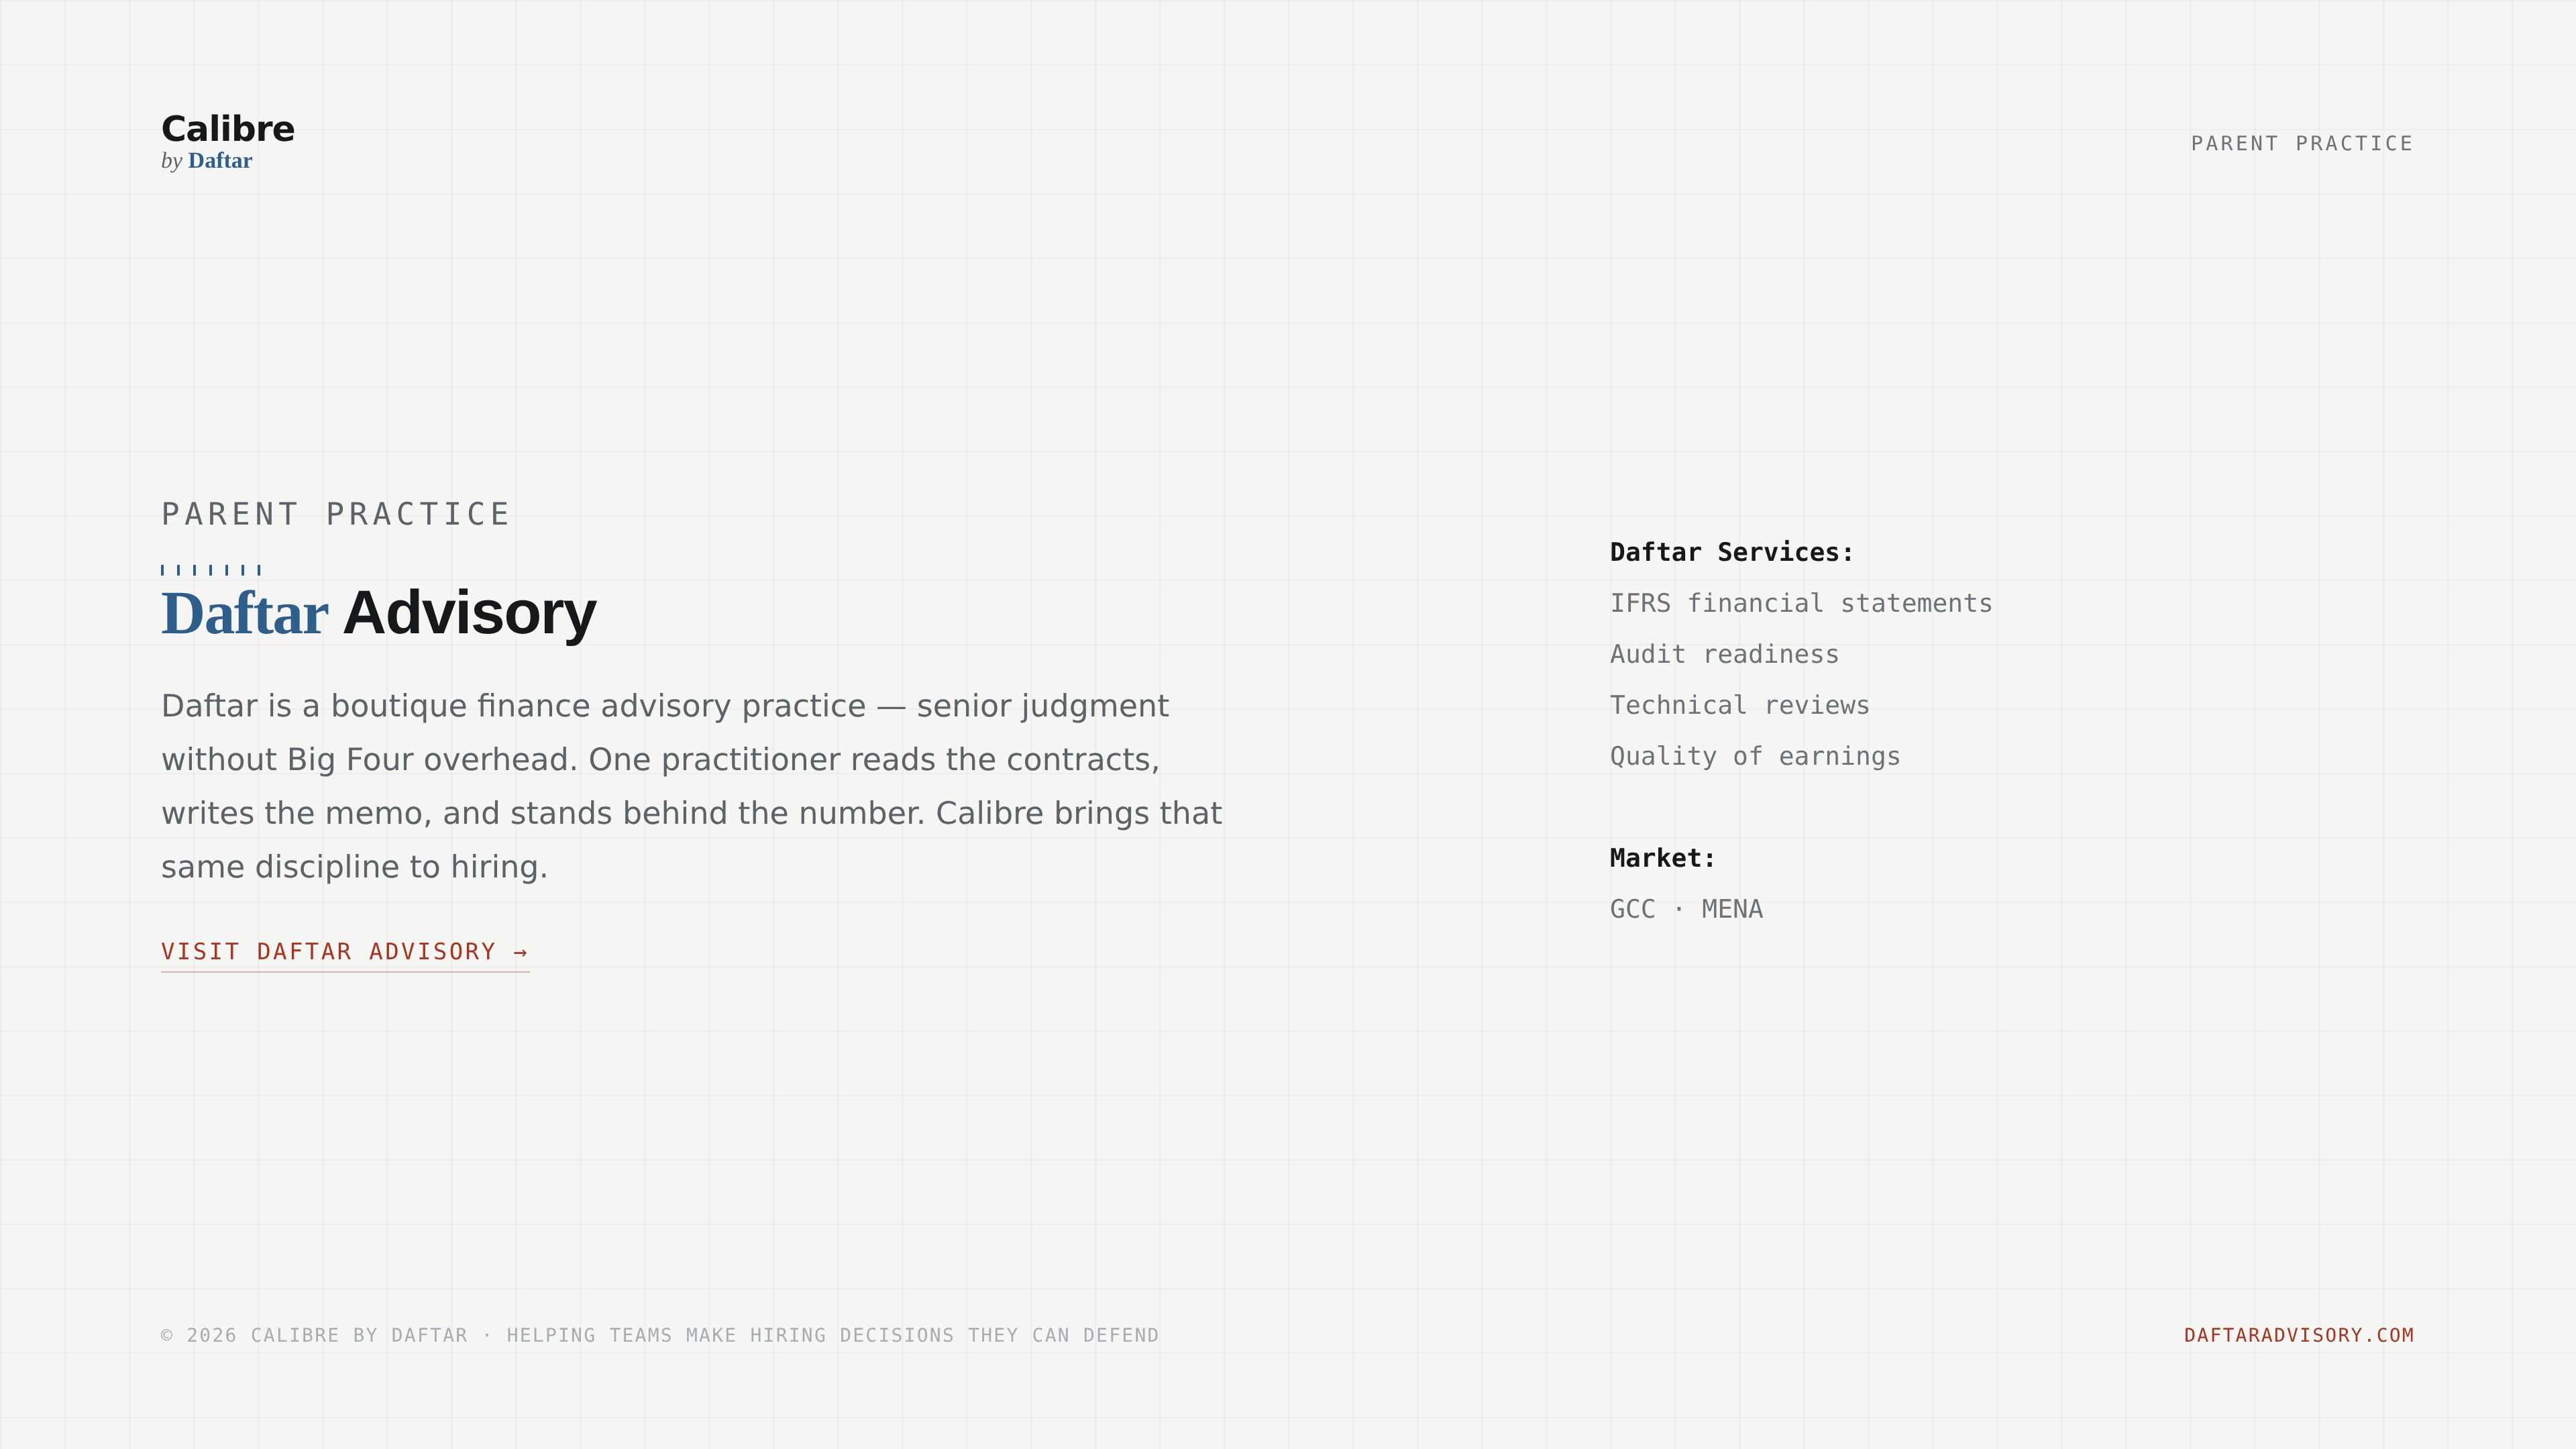 Calibre
by Daftar
PARENT PRACTICE
PARENT PRACTICE
Daftar Advisory
Daftar is a boutique finance advisory practice — senior judgment
without Big Four overhead. One practitioner reads the contracts,
writes the memo, and stands behind the number. Calibre brings that
same discipline to hiring.
VISIT DAFTAR ADVISORY →
Daftar Services:
IFRS financial statements
Audit readiness
Technical reviews
Quality of earnings
Market:
GCC · MENA
© 2026 CALIBRE BY DAFTAR · HELPING TEAMS MAKE HIRING DECISIONS THEY CAN DEFEND
DAFTARADVISORY.COM